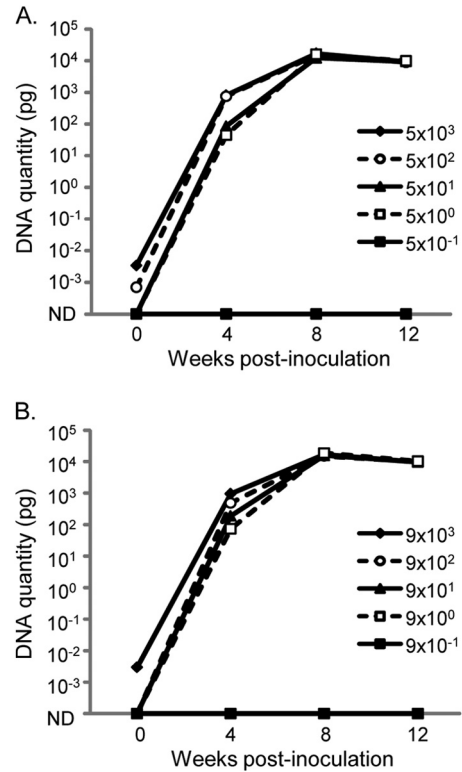 A.
10⁵
10⁴
10³
10²
10¹
10⁰
10⁻¹
10⁻²
10⁻³
ND
DNA quantity (pg)
5x10³
5x10²
5x10¹
5x10⁰
5x10⁻¹
0 4 8 12
Weeks post-inoculation
B.
10⁵
10⁴
10³
10²
10¹
10⁰
10⁻¹
10⁻²
10⁻³
ND
DNA quantity (pg)
9x10³
9x10²
9x10¹
9x10⁰
9x10⁻¹
0 4 8 12
Weeks post-inoculation